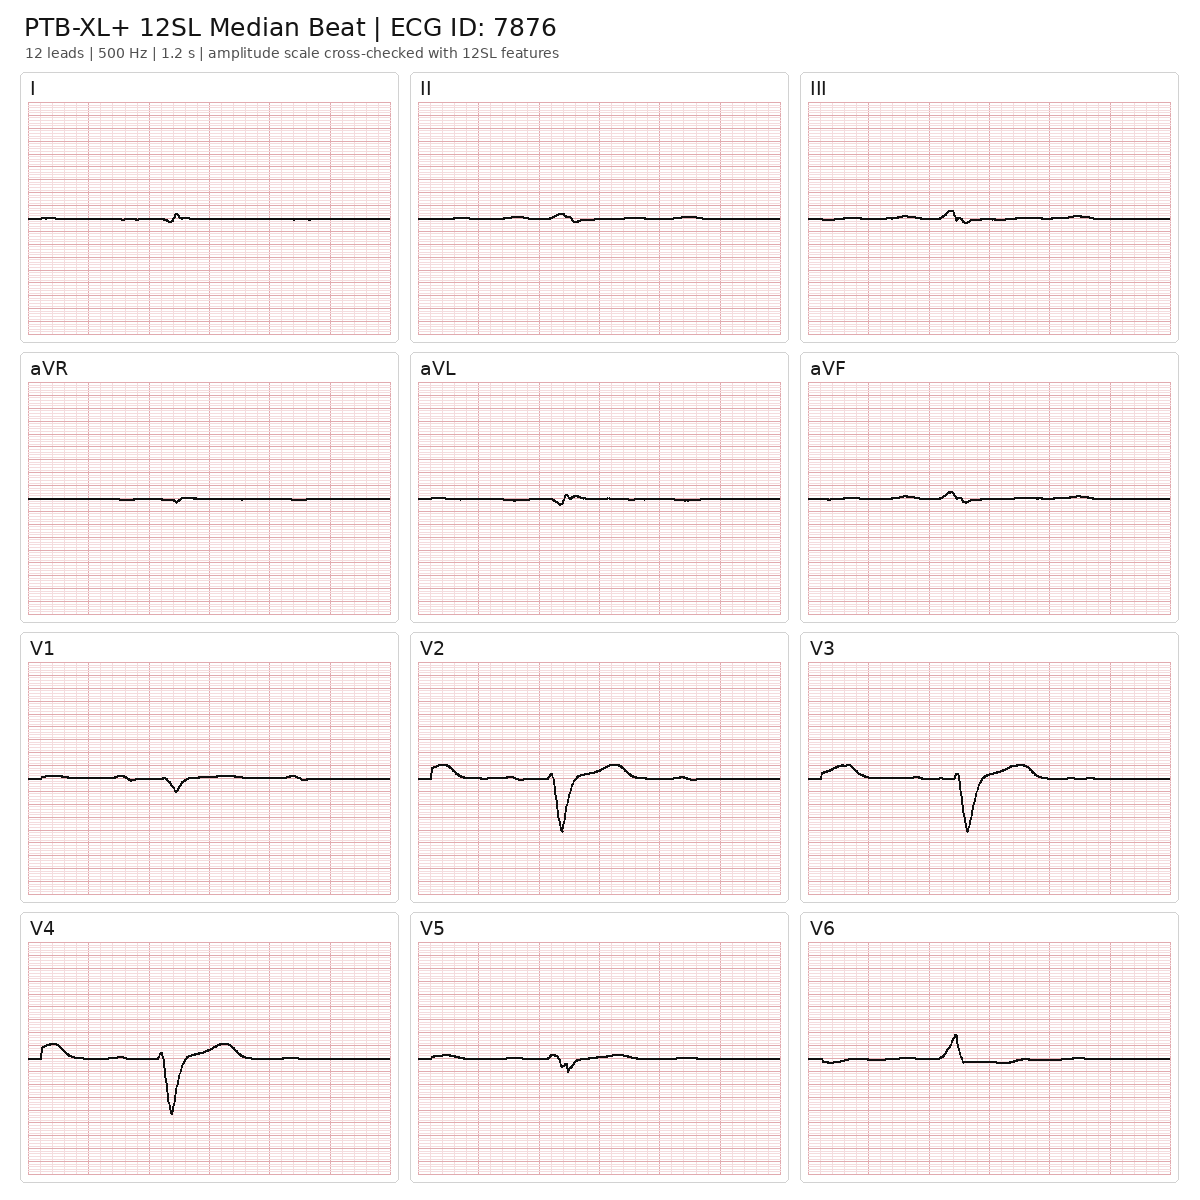 PTB-XL+ 12SL Median Beat | ECG ID: 7876
12 leads | 500 Hz | 1.2 s | amplitude scale cross-checked with 12SL features
I
II
III
aVR
aVL
aVF
V1
V2
V3
V4
V5
V6